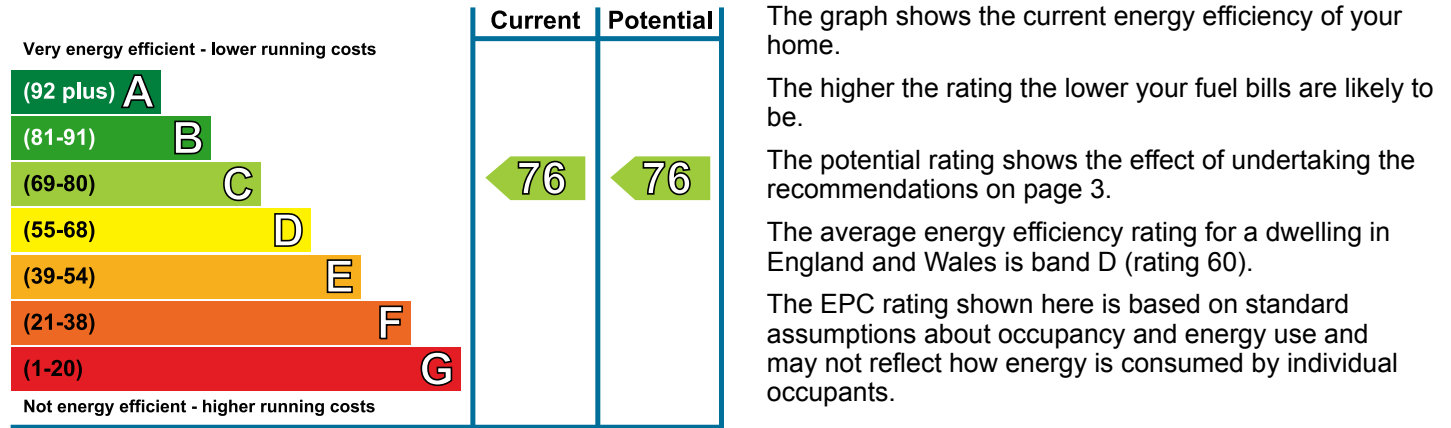 Current Potential
Very energy efficient - lower running costs
(92 plus) A
(81-91) B
(69-80) C
76 76
(55-68) D
(39-54) E
(21-38) F
(1-20) G
Not energy efficient - higher running costs
The graph shows the current energy efficiency of your
home.
The higher the rating the lower your fuel bills are likely to
be.
The potential rating shows the effect of undertaking the
recommendations on page 3.
The average energy efficiency rating for a dwelling in
England and Wales is band D (rating 60).
The EPC rating shown here is based on standard
assumptions about occupancy and energy use and
may not reflect how energy is consumed by individual
occupants.